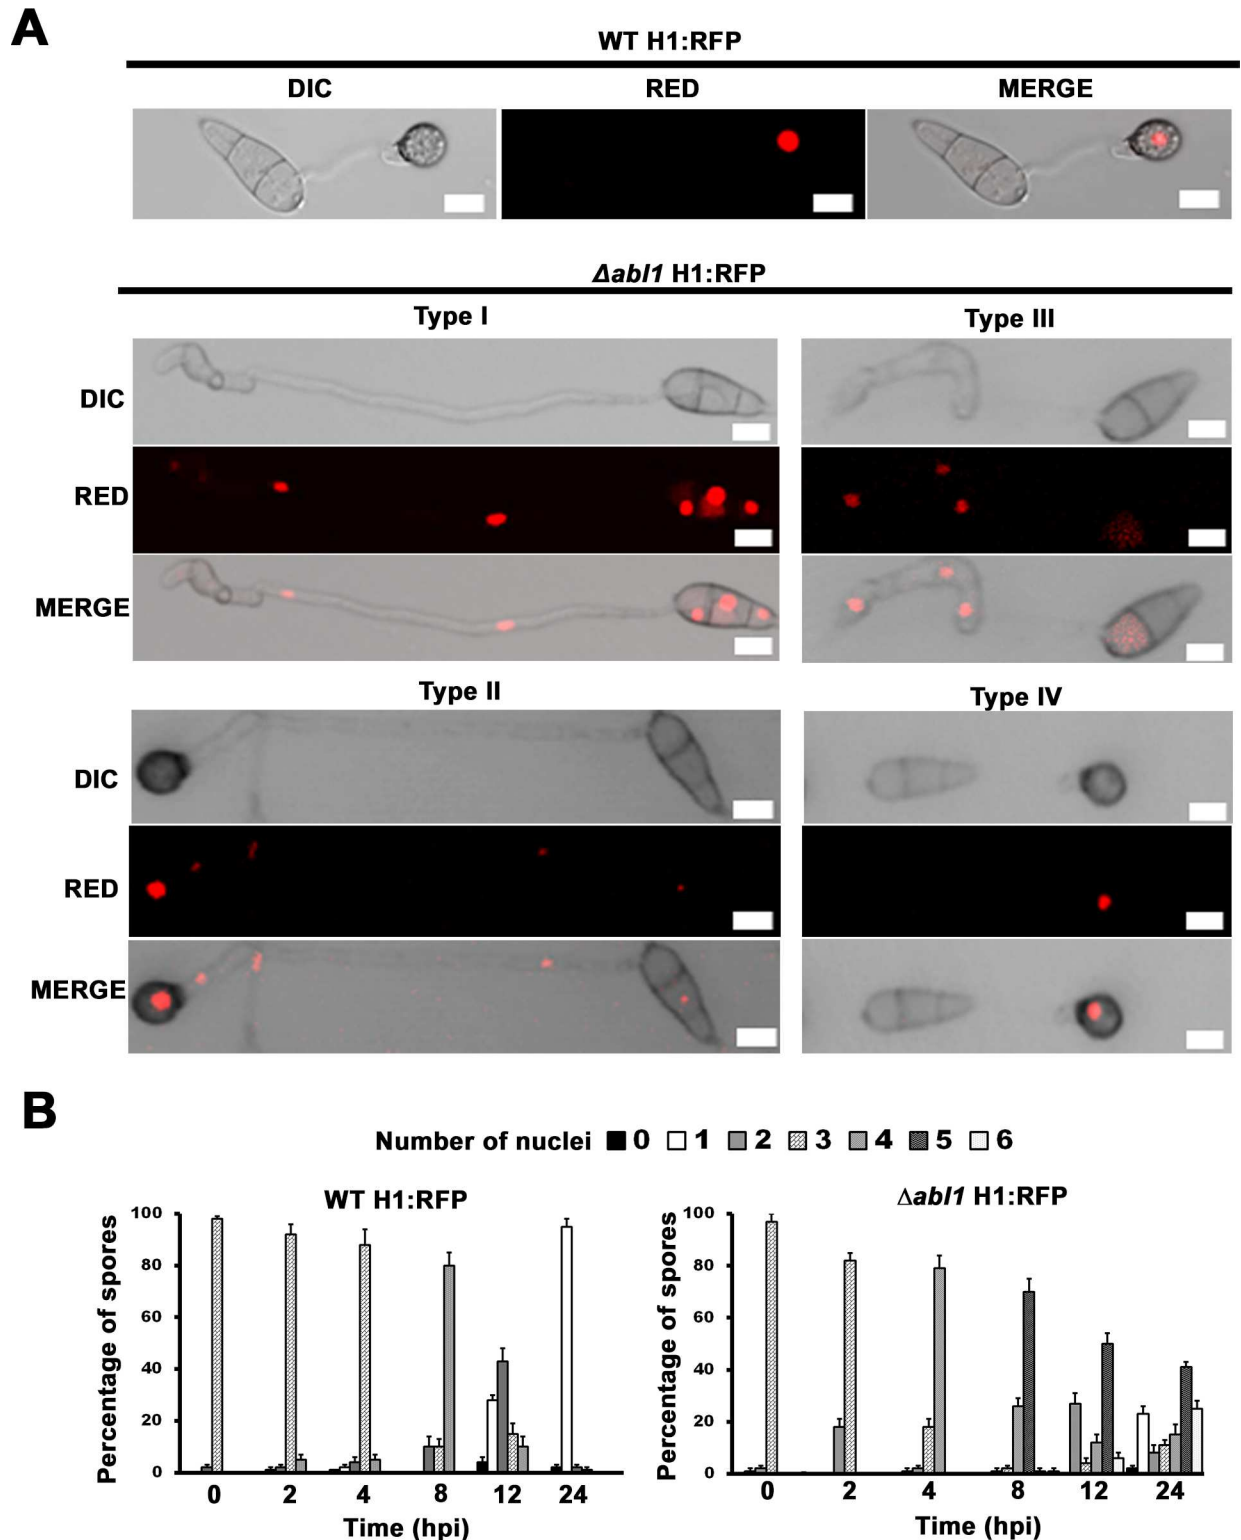 A
WT H1:RFP
DIC RED MERGE
Δabl1 H1:RFP
Type I Type III
DIC
RED
MERGE
Type II Type IV
DIC
RED
MERGE
B
Number of nuclei 0 1 2 3 4 5 6
WT H1:RFP
Percentage of spores
100
80
60
40
20
0
0 2 4 8 12 24
Time (hpi)
Δabl1 H1:RFP
Percentage of spores
100
80
60
40
20
0
0 2 4 8 12 24
Time (hpi)